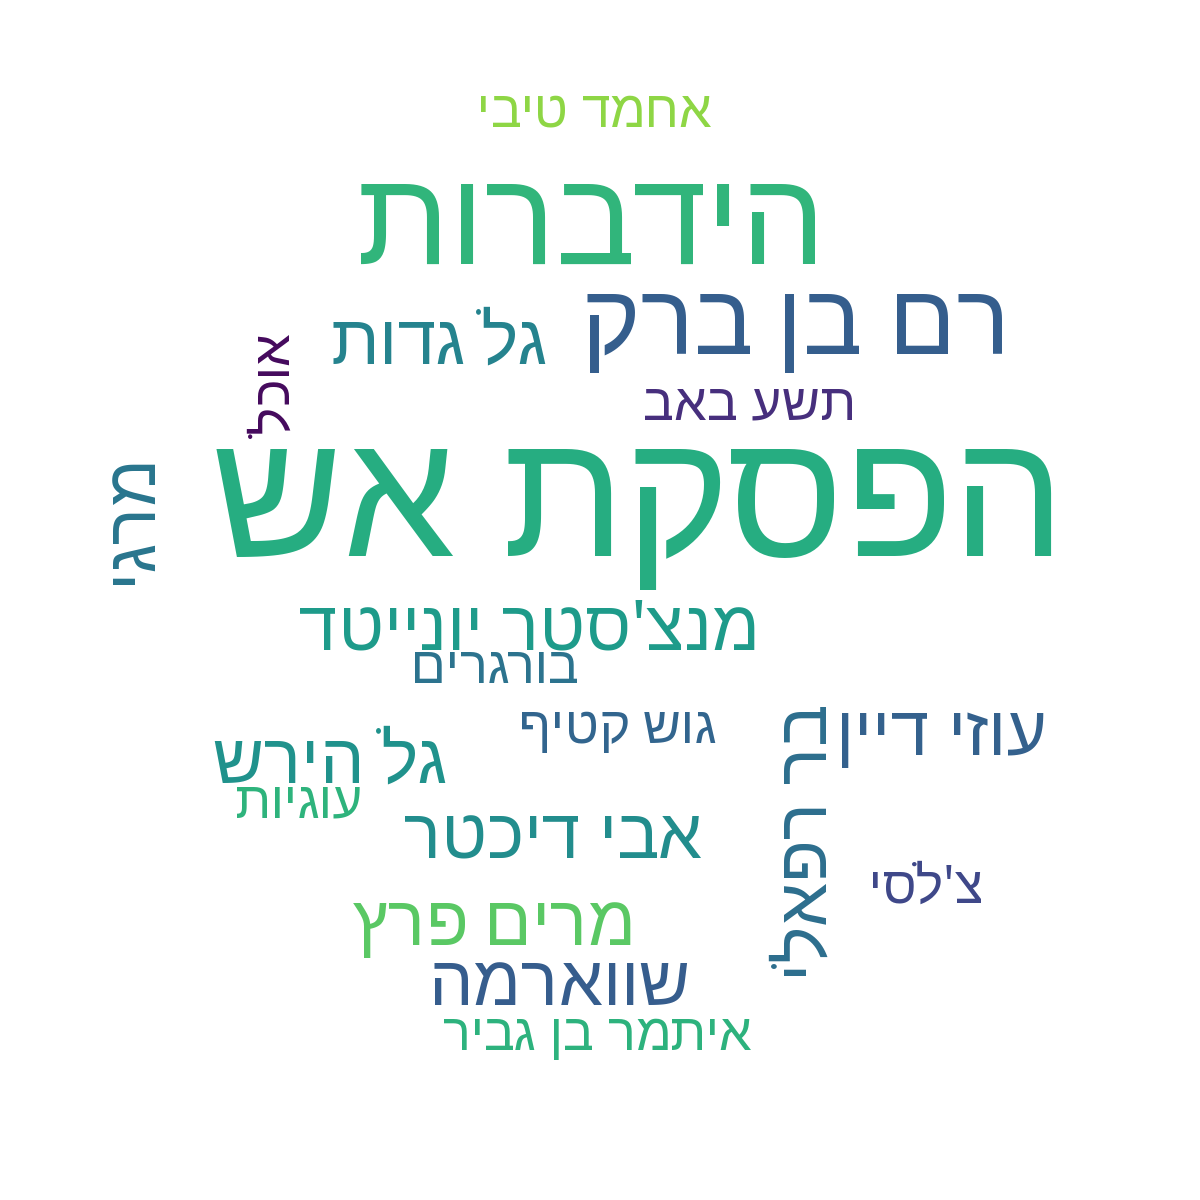 אחמד טיבי
הידברות
רם בן ברק
גל גדות
אוכל
תשע באב
הפסקת אש
מרגי
מנצ'סטר יונייטד
בורגרים
גוש קטיף
עוזי דיין
בר רפאלי
גל הירש
עוגיות
אבי דיכטר
צ'לסי
מרים פרץ
שווארמה
איתמר בן גביר